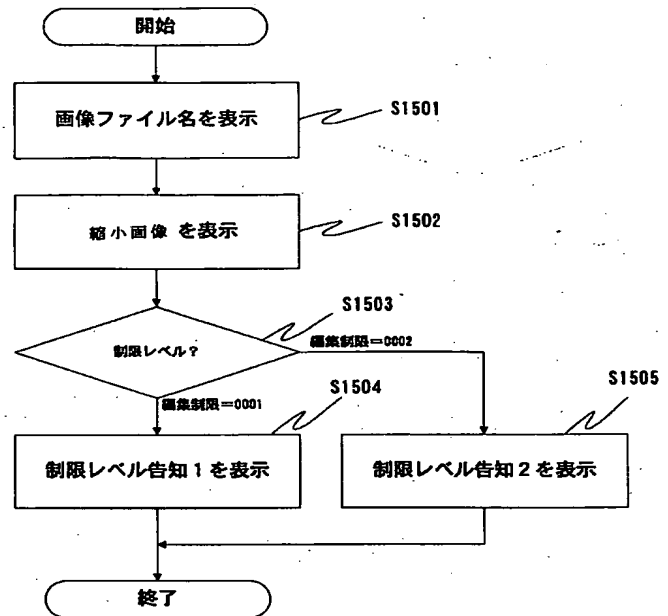 開始
画像ファイル名を表示
S1501
縮小画像 を表示
S1502
制限レベル?
S1503
編集制限=0002
編集制限=0001
S1504
S1505
制限レベル告知1を表示
制限レベル告知2を表示
終了